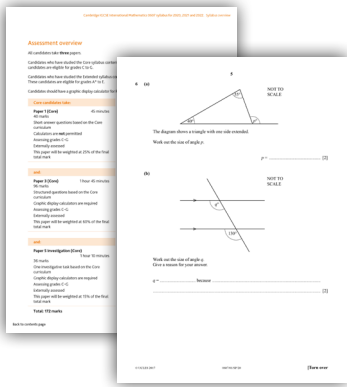 Cambridge IGCSE International Mathematics 0607 syllabus for 2020, 2021 and 2022. Syllabus overview
Assessment overview
All candidates take three papers.
Candidates who have studied the Core syllabus conten
candidates are eligible for grades C to G.
Candidates who have studied the Extended syllabus co
These candidates are eligible for grades A* to E.
Candidates should have a graphic display calculator for
Core candidates take:
Paper 1 (Core) 45 minutes
40 marks
Short-answer questions based on the Core
curriculum
Calculators are not permitted
Assessing grades C–G
Externally assessed
This paper will be weighted at 25% of the final
total mark
and:
Paper 3 (Core) 1 hour 45 minutes
96 marks
Structured questions based on the Core
curriculum
Graphic display calculators are required
Assessing grades C–G
Externally assessed
This paper will be weighted at 60% of the final
total mark
and:
Paper 5 Investigation (Core)
1 hour 10 minutes
36 marks
One investigative task based on the Core
curriculum
Graphic display calculators are required
Assessing grades C–G
Externally assessed
This paper will be weighted at 15% of the final
total mark
Total: 172 marks
Back to contents page
5
(a)
NOT TO
SCALE
The diagram shows a triangle with one side extended.
Work out the size of angle p.
p = [2]
(b)
NOT TO
SCALE
q°
Work out the size of angle q.
Give a reason for your answer.
q = because
[2]
[Turn over